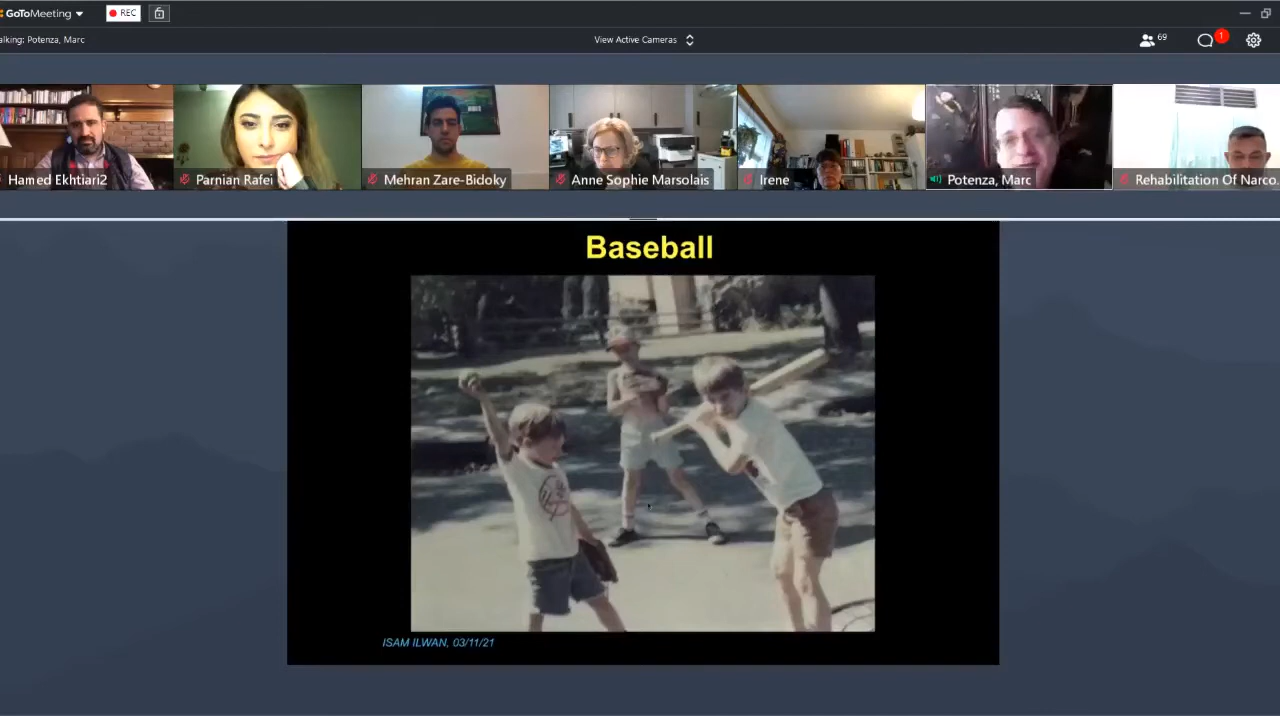 GoToMeeting
REC
alking: Potenza, Marc
View Active Cameras
69
1
Hamed Ekhtiari2
Parnian Rafei
Mehran Zare-Bidoky
Anne Sophie Marsolais
Irene
Potenza, Marc
Rehabilitation Of Narco.
Baseball
ISAM ILWAN, 03/11/21